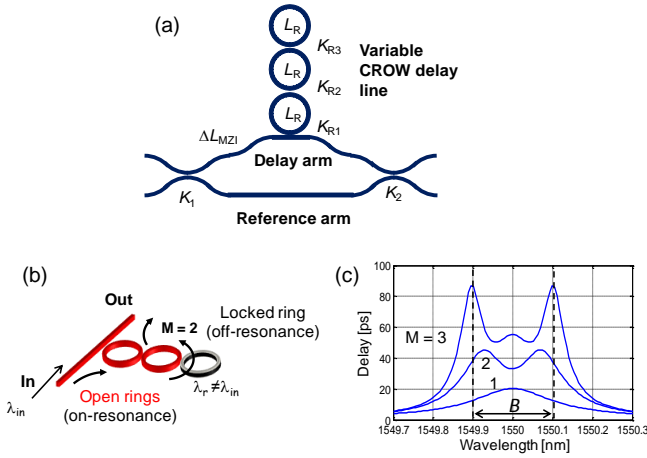 (a)
L_R
K_R3
Variable
CROW delay
line
L_R
K_R2
L_R
K_R1
ΔL_MZI
Delay arm
K_1
K_2
Reference arm
(b)
Out
M = 2
Locked ring
(off-resonance)
In
λ_in
λ_r≠λ_in
Open rings
(on-resonance)
(c)
100
80
60
40
20
0
Delay [ps]
M = 3
2
1
B
1549.7 1549.8 1549.9 1550 1550.1 1550.2 1550.3
Wavelength [nm]